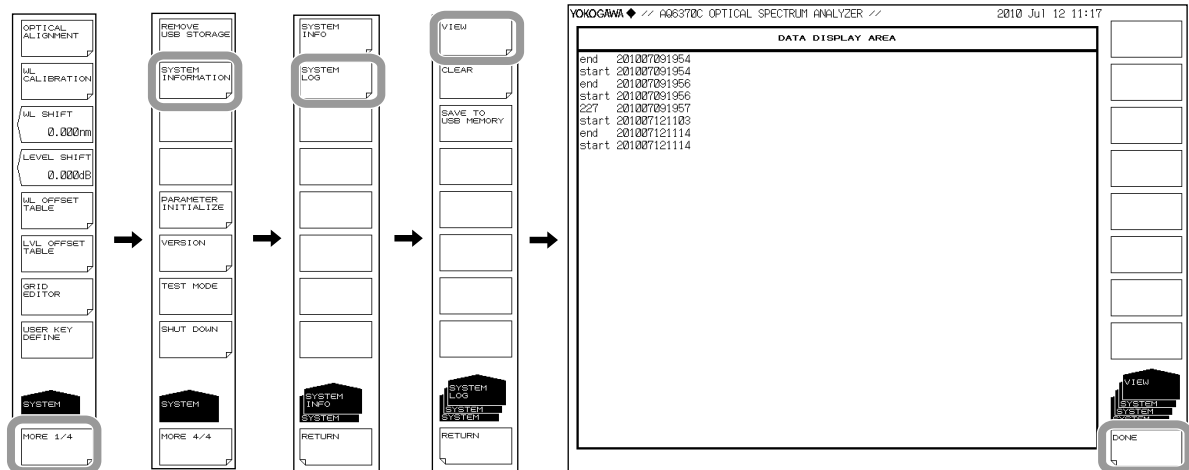 OPTICAL
ALIGNMENT
WL
CALIBRATION
WL SHIFT
0.000nm
LEVEL SHIFT
0.000dB
WL OFFSET
TABLE
LVL OFFSET
TABLE
GRID
EDITOR
USER KEY
DEFINE
SYSTEM
MORE 1/4
REMOVE
USB STORAGE
SYSTEM
INFORMATION
PARAMETER
INITIALIZE
VERSION
TEST MODE
SHUT DOWN
SYSTEM
MORE 4/4
SYSTEM
INFO
SYSTEM
LOG
SYSTEM
INFO
SYSTEM
RETURN
VIEW
CLEAR
SAVE TO
USB MEMORY
SYSTEM
LOG
SYSTEM
SYSTEM
RETURN
YOKOGAWA ◆ // AQ6370C OPTICAL SPECTRUM ANALYZER // 2010 Jul 12 11:17
DATA DISPLAY AREA
end 201007091954
start 201007091954
end 201007091956
start 201007091956
227 201007091957
start 201007121103
end 201007121114
start 201007121114
VIEW
SYSTEM
SYSTEM
DONE